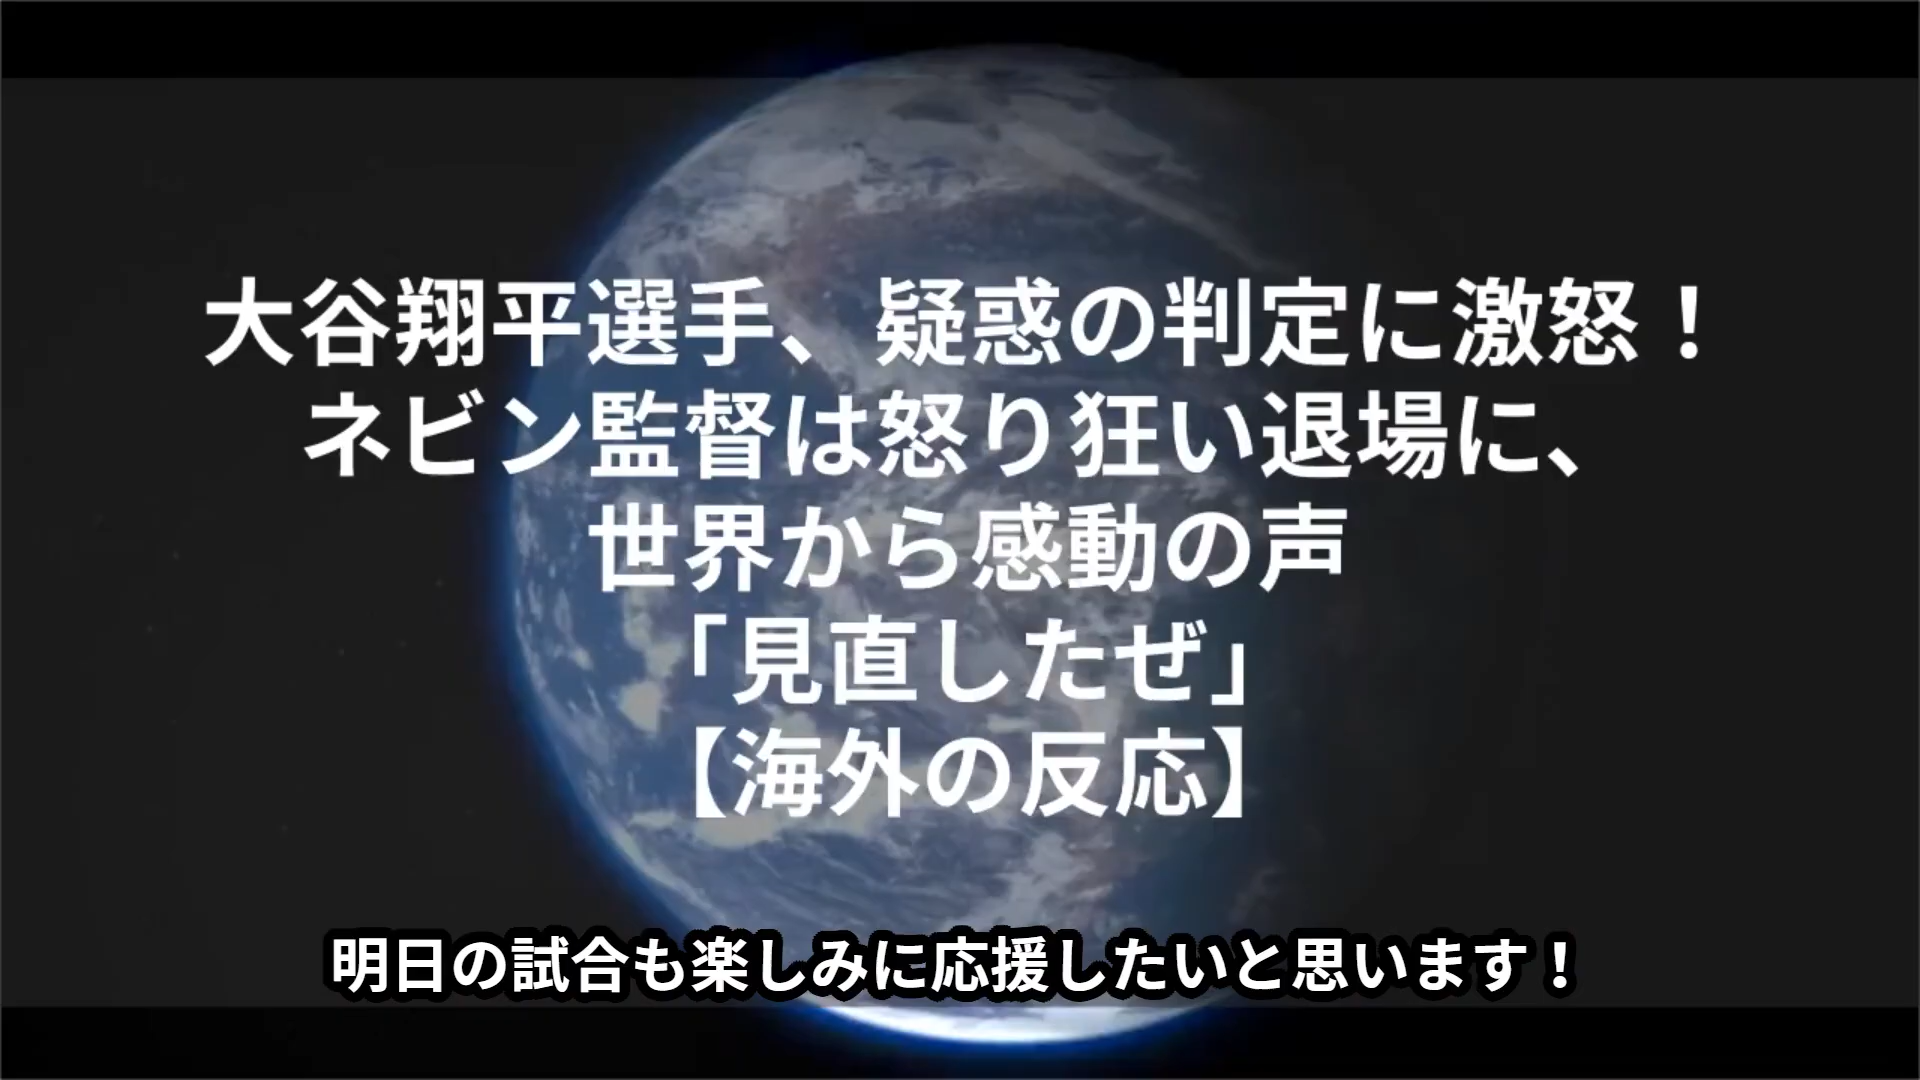 大谷翔平選手、疑惑の判定に激怒！
ネビン監督は怒り狂い退場に、
世界から感動の声
「見直したぜ」
【海外の反応】
明日の試合も楽しみに応援したいと思います！